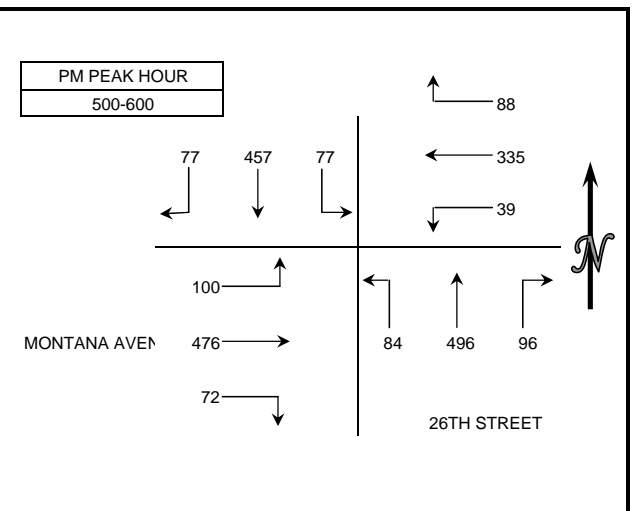 PM PEAK HOUR
500-600
88
77 457 77
335
39
N
100
MONTANA AVEN 476
84 496 96
72
26TH STREET